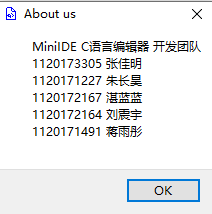 About us
MiniIDE C语言编辑器 开发团队
1120173305 张佳明
1120171227 朱长昊
1120172167 湛蓝蓝
1120172164 刘震宇
1120171491 蒋雨彤
OK